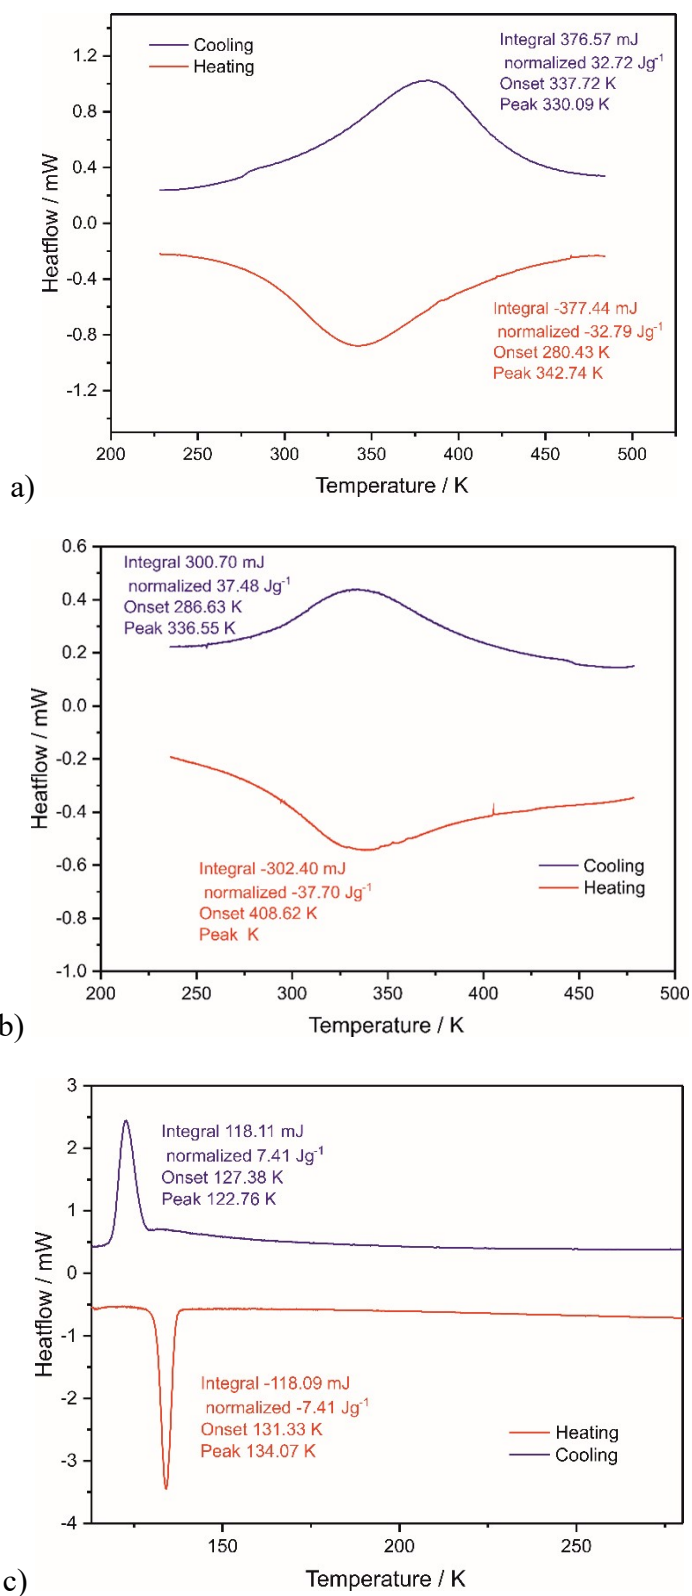 Cooling
Heating
Integral 376.57 mJ
normalized 32.72 Jg⁻¹
Onset 337.72 K
Peak 330.09 K
1.2
0.8
0.4
0.0
-0.4
-0.8
-1.2
Heatflow / mW
Integral -377.44 mJ
normalized -32.79 Jg⁻¹
Onset 280.43 K
Peak 342.74 K
200 250 300 350 400 450 500
Temperature / K
a)
0.6
0.4
0.2
0.0
-0.2
-0.4
-0.6
-0.8
-1.0
Heatflow / mW
Integral 300.70 mJ
normalized 37.48 Jg⁻¹
Onset 286.63 K
Peak 336.55 K
Integral -302.40 mJ
normalized -37.70 Jg⁻¹
Onset 408.62 K
Peak K
Cooling
Heating
200 250 300 350 400 450 500
Temperature / K
b)
3
2
1
0
-1
-2
-3
-4
Heatflow / mW
Integral 118.11 mJ
normalized 7.41 Jg⁻¹
Onset 127.38 K
Peak 122.76 K
Integral -118.09 mJ
normalized -7.41 Jg⁻¹
Onset 131.33 K
Peak 134.07 K
Heating
Cooling
150 200 250
Temperature / K
c)